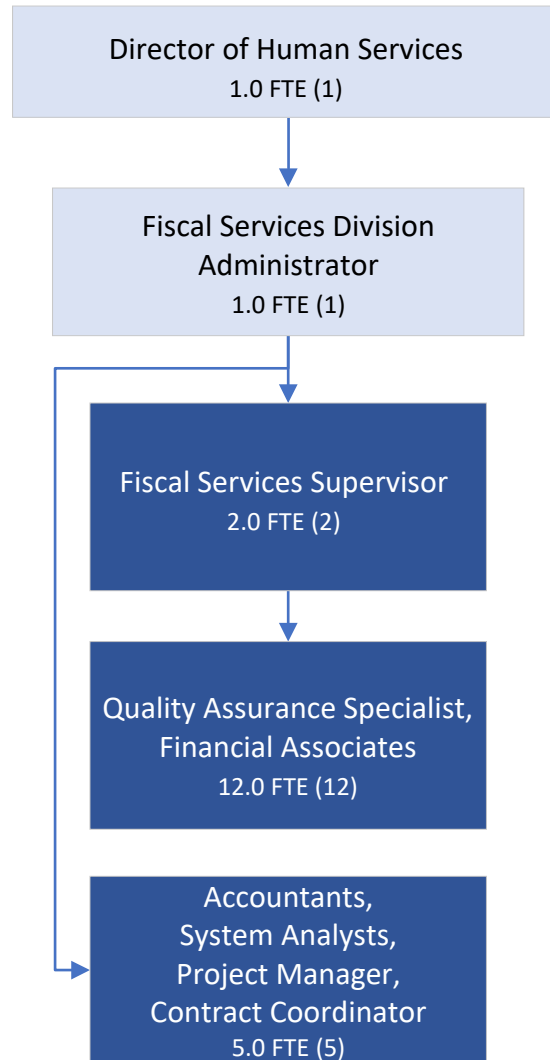 Director of Human Services
1.0 FTE (1)
Fiscal Services Division
Administrator
1.0 FTE (1)
Fiscal Services Supervisor
2.0 FTE (2)
Quality Assurance Specialist,
Financial Associates
12.0 FTE (12)
Accountants,
System Analysts,
Project Manager,
Contract Coordinator
5.0 FTE (5)